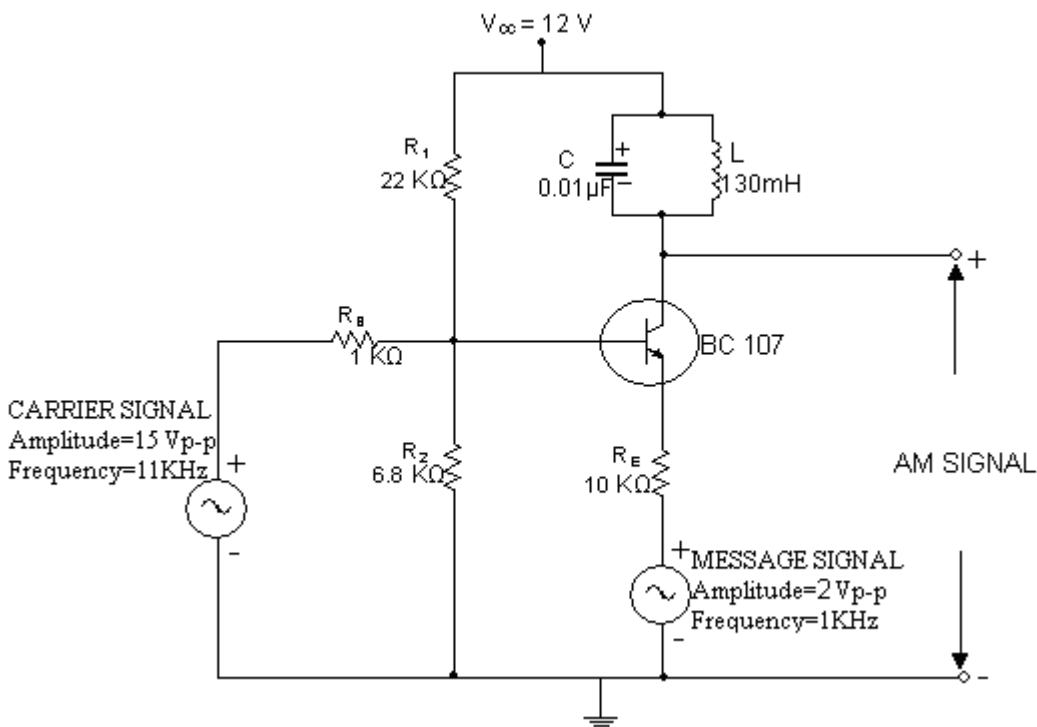 V∞ = 12 V
R1
22 KΩ
C
+
0.01µF
−
L
130mH
+
RB
1 KΩ
BC 107
CARRIER SIGNAL
Amplitude=15 Vp-p
Frequency=11KHz
+
-
R2
6.8 KΩ
RE
10 KΩ
AM SIGNAL
+
MESSAGE SIGNAL
Amplitude=2 Vp-p
Frequency=1KHz
-
-